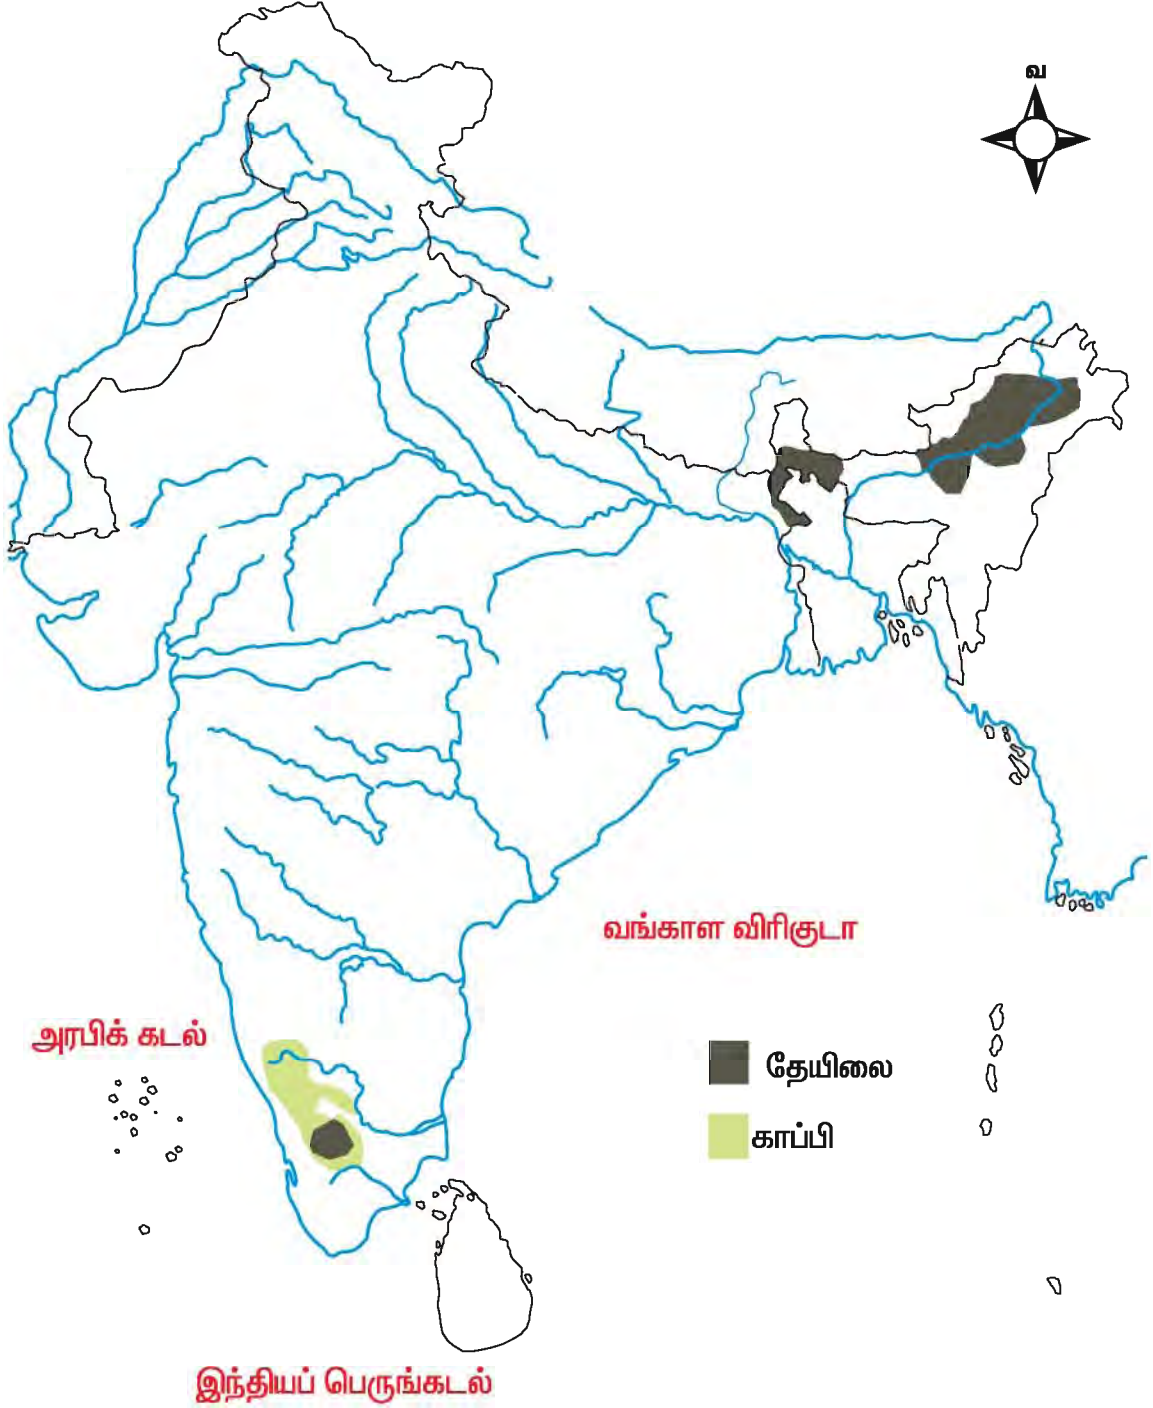 வ
வங்காள விரிகுடா
அரபிக் கடல்
தேயிலை
காப்பி
இந்தியப் பெருங்கடல்